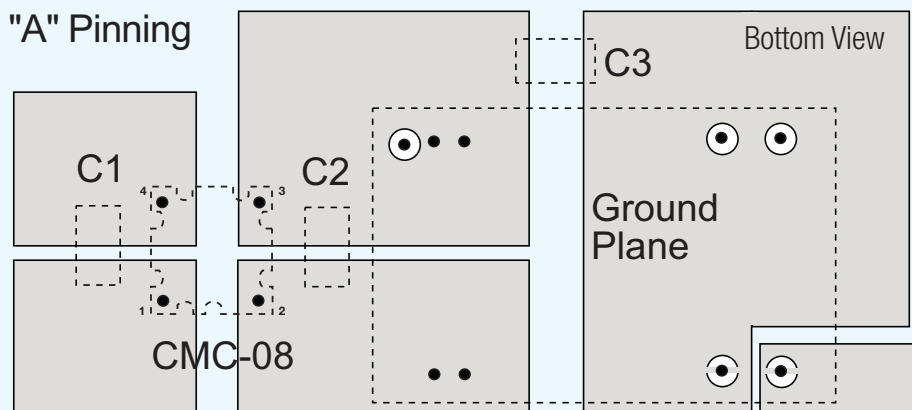 "A" Pinning
Bottom View
C3
C1
C2
4
3
Ground
Plane
1
2
CMC-08